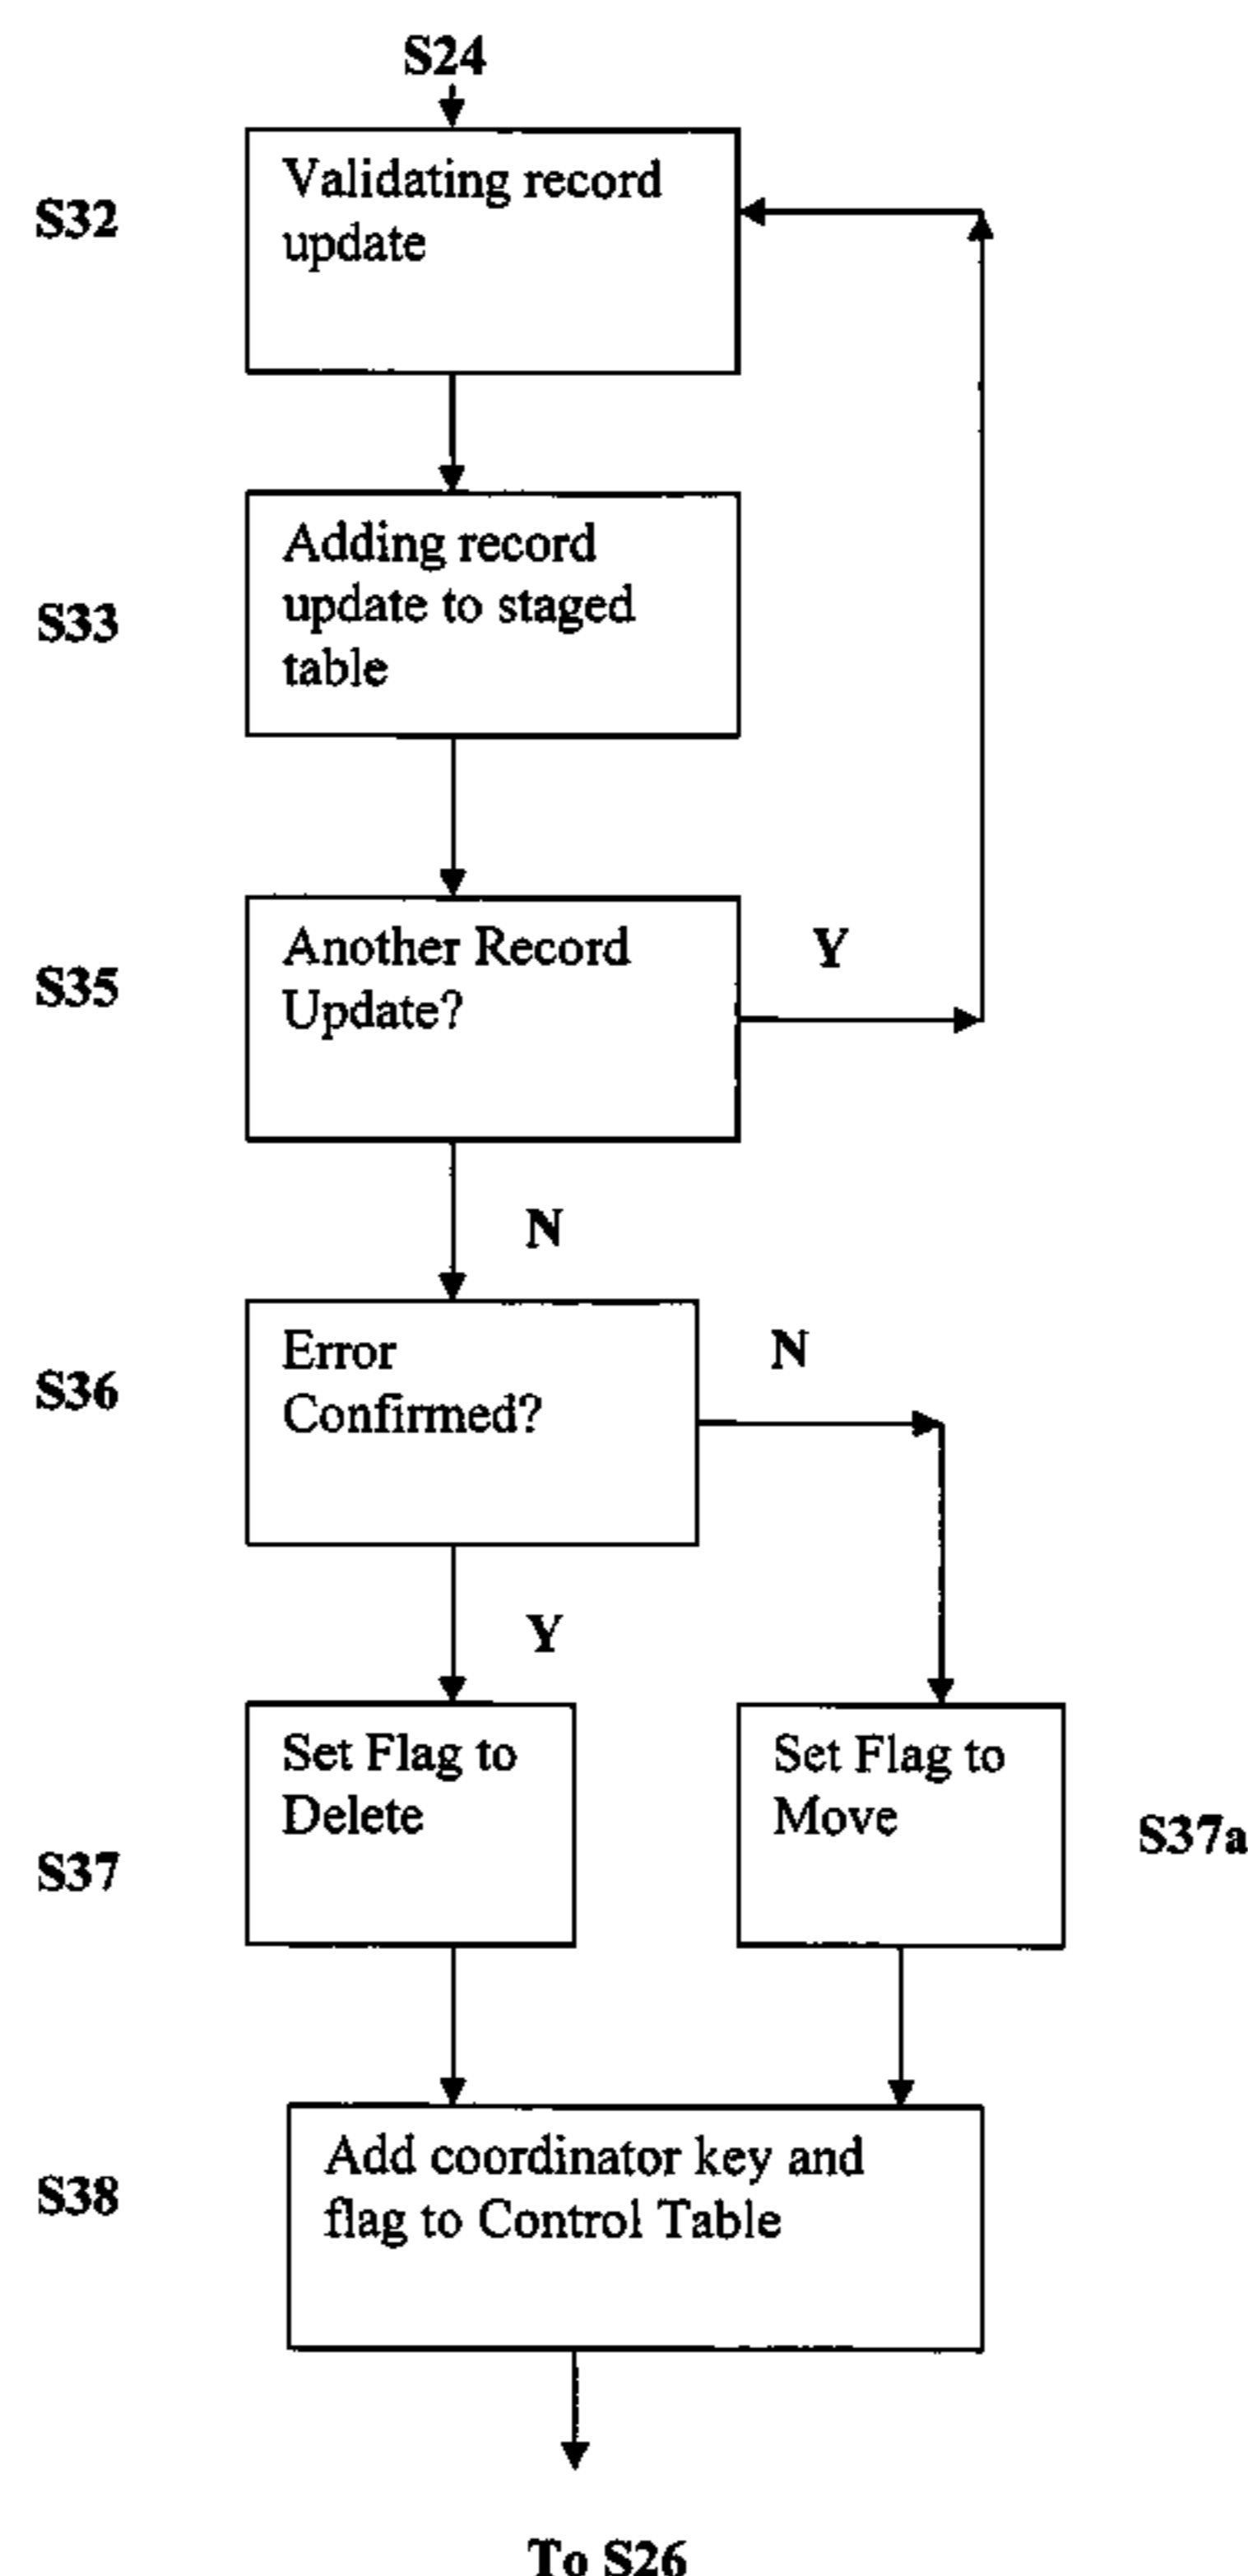 S24
S32
Validating record
update
S33
Adding record
update to staged
table
S35
Another Record
Update?
Y
N
S36
Error
Confirmed?
N
Y
S37
Set Flag to
Delete
Set Flag to
Move
S37a
S38
Add coordinator key and
flag to Control Table
To S26